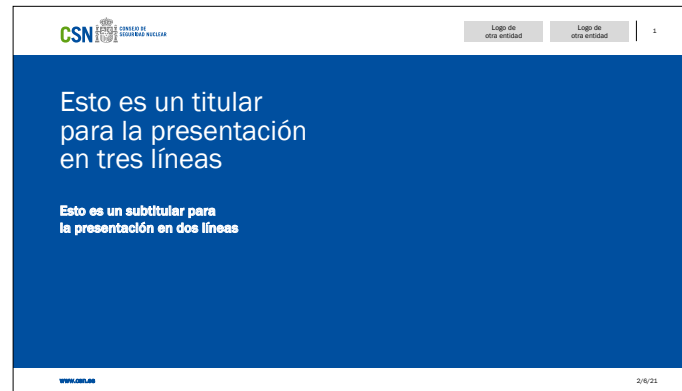 CSN CONSEJO DE
SEGURIDAD NUCLEAR
Logo de
otra entidad
Logo de
otra entidad
1
Esto es un titular
para la presentación
en tres líneas
Esto es un subtitular para
la presentación en dos líneas
www.csn.es
2/6/21